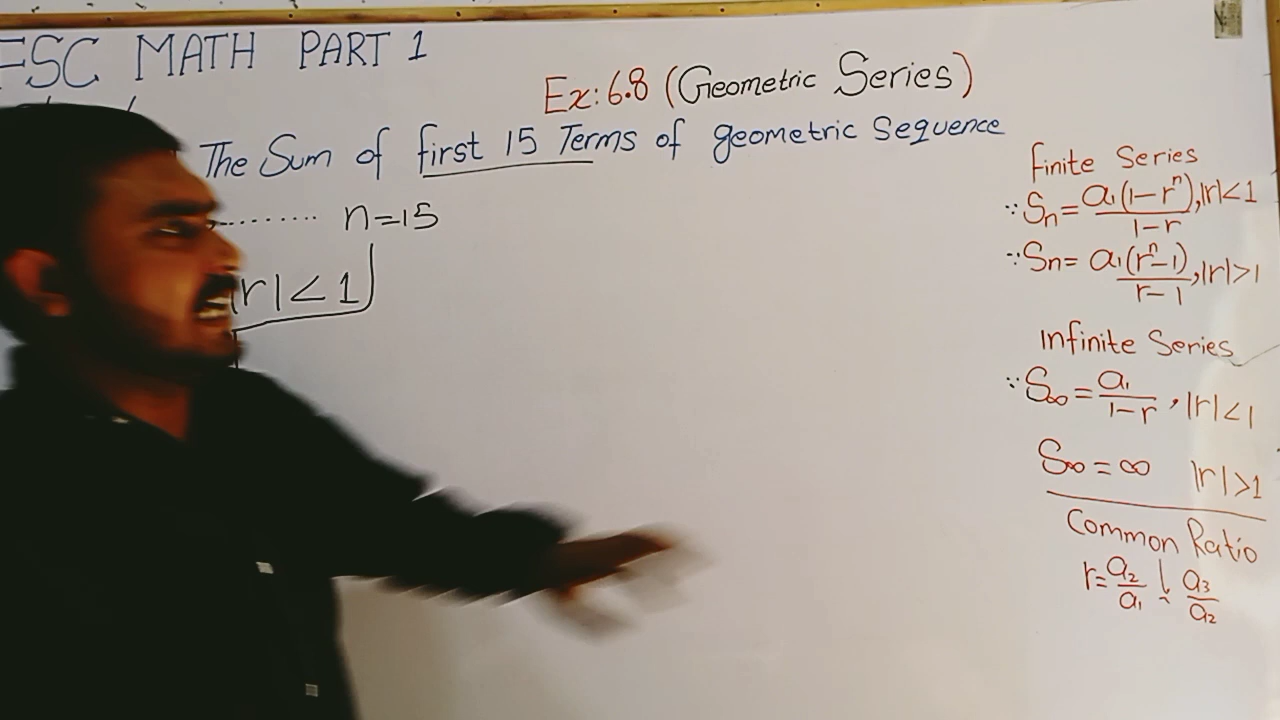 FSC MATH PART 1
Ex: 6.8 (Geometric Series)
The Sum of first 15 Terms of geometric Sequence
......... n=15
|r|<1
Finite Series
∵ Sn = a₁(1-rⁿ)/1-r, |r|<1
∵ Sn = a₁(rⁿ-1)/r-1, |r|>1
Infinite Series
∵ S∞ = a₁/1-r, |r|<1
S∞ = ∞ |r|>1
Common Ratio
r = a₂/a₁ a₃/a₂